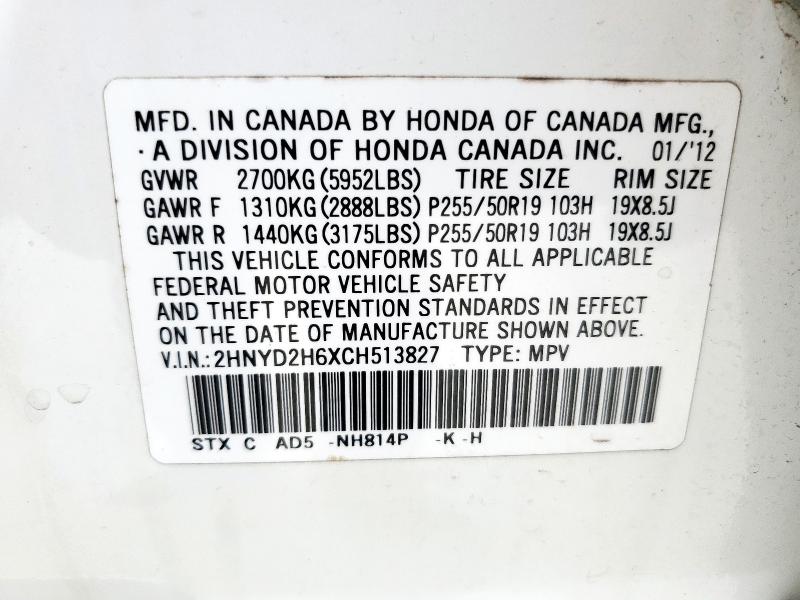 MFD. IN CANADA BY HONDA OF CANADA MFG.,
· A DIVISION OF HONDA CANADA INC. 01/'12
GVWR 2700KG(5952LBS) TIRE SIZE RIM SIZE
GAWR F 1310KG(2888LBS) P255/50R19 103H 19X8.5J
GAWR R 1440KG(3175LBS) P255/50R19 103H 19X8.5J
THIS VEHICLE CONFORMS TO ALL APPLICABLE
FEDERAL MOTOR VEHICLE SAFETY
AND THEFT PREVENTION STANDARDS IN EFFECT
ON THE DATE OF MANUFACTURE SHOWN ABOVE.
V.I.N.: 2HNYD2H6XCH513827 TYPE: MPV
STX C AD5 -NH814P -K -H